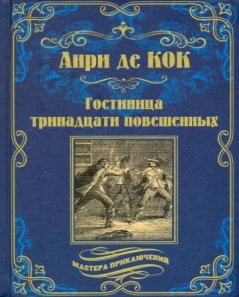 Анри де КОК
Гостиница
тринадцати повешенных
МАСТЕРА ПРИКЛЮЧЕНИЙ